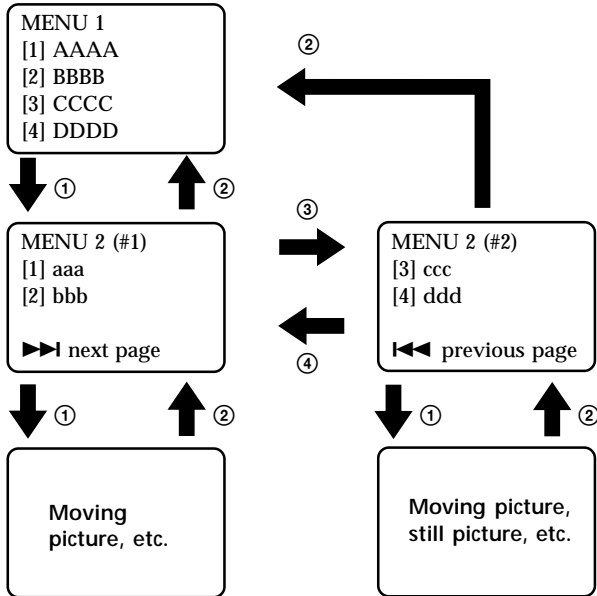 MENU 1
[1] AAAA
[2] BBBB
[3] CCCC
[4] DDDD
②
① ②
③
MENU 2 (#1)
[1] aaa
[2] bbb
▶▶I next page
MENU 2 (#2)
[3] ccc
[4] ddd
I◀◀ previous page
④
① ②
① ②
Moving
picture, etc.
Moving picture,
still picture, etc.